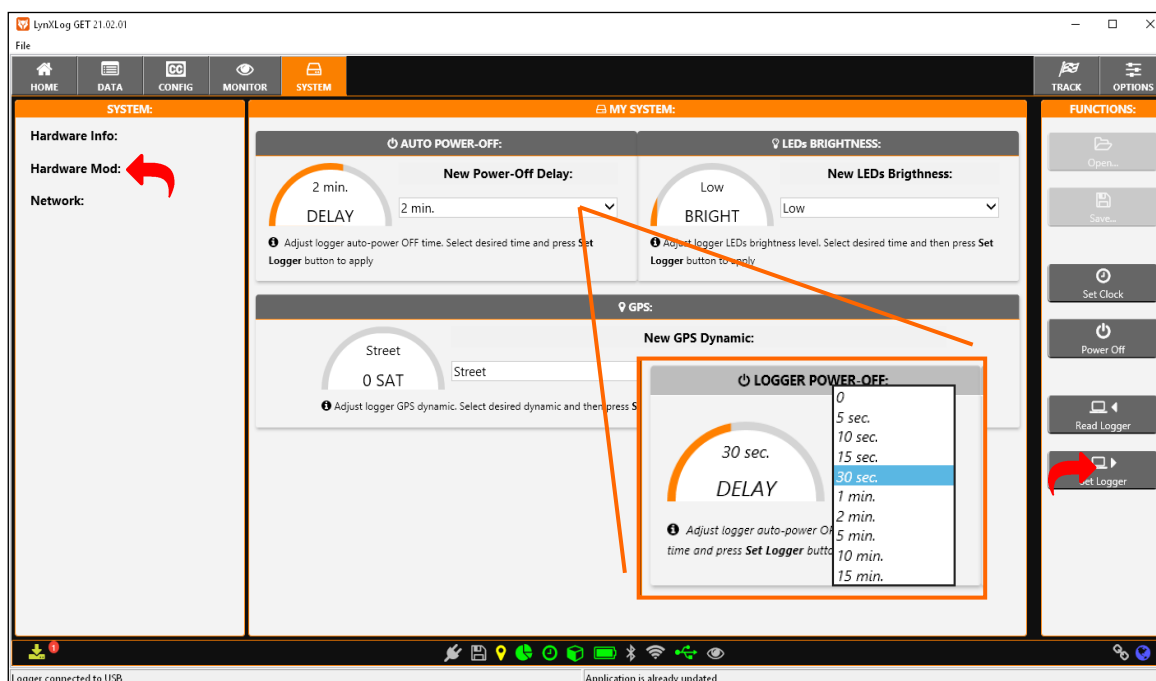 LynXLog GET 21.02.01
File
HOME DATA CONFIG MONITOR SYSTEM TRACK OPTIONS
SYSTEM:
Hardware Info:
Hardware Mod:
Network:
MY SYSTEM:
AUTO POWER-OFF:
2 min.
DELAY
New Power-Off Delay:
2 min.
Adjust logger auto-power OFF time. Select desired time and press Set
Logger button to apply
LEDs BRIGHTNESS:
Low
BRIGHT
New LEDs Brigthness:
Low
Adjust logger LEDs brightness level. Select desired time and then press Set
Logger button to apply
GPS:
Street
0 SAT
New GPS Dynamic:
Street
Adjust logger GPS dynamic. Select desired dynamic and then press S
LOGGER POWER-OFF:
30 sec.
DELAY
Adjust logger auto-power OF
time and press Set Logger butto
0
5 sec.
10 sec.
15 sec.
30 sec.
1 min.
2 min.
5 min.
10 min.
15 min.
FUNCTIONS:
Open...
Save...
Set Clock
Power Off
Read Logger
Set Logger
1
Logger connected to USB
Application is already updated